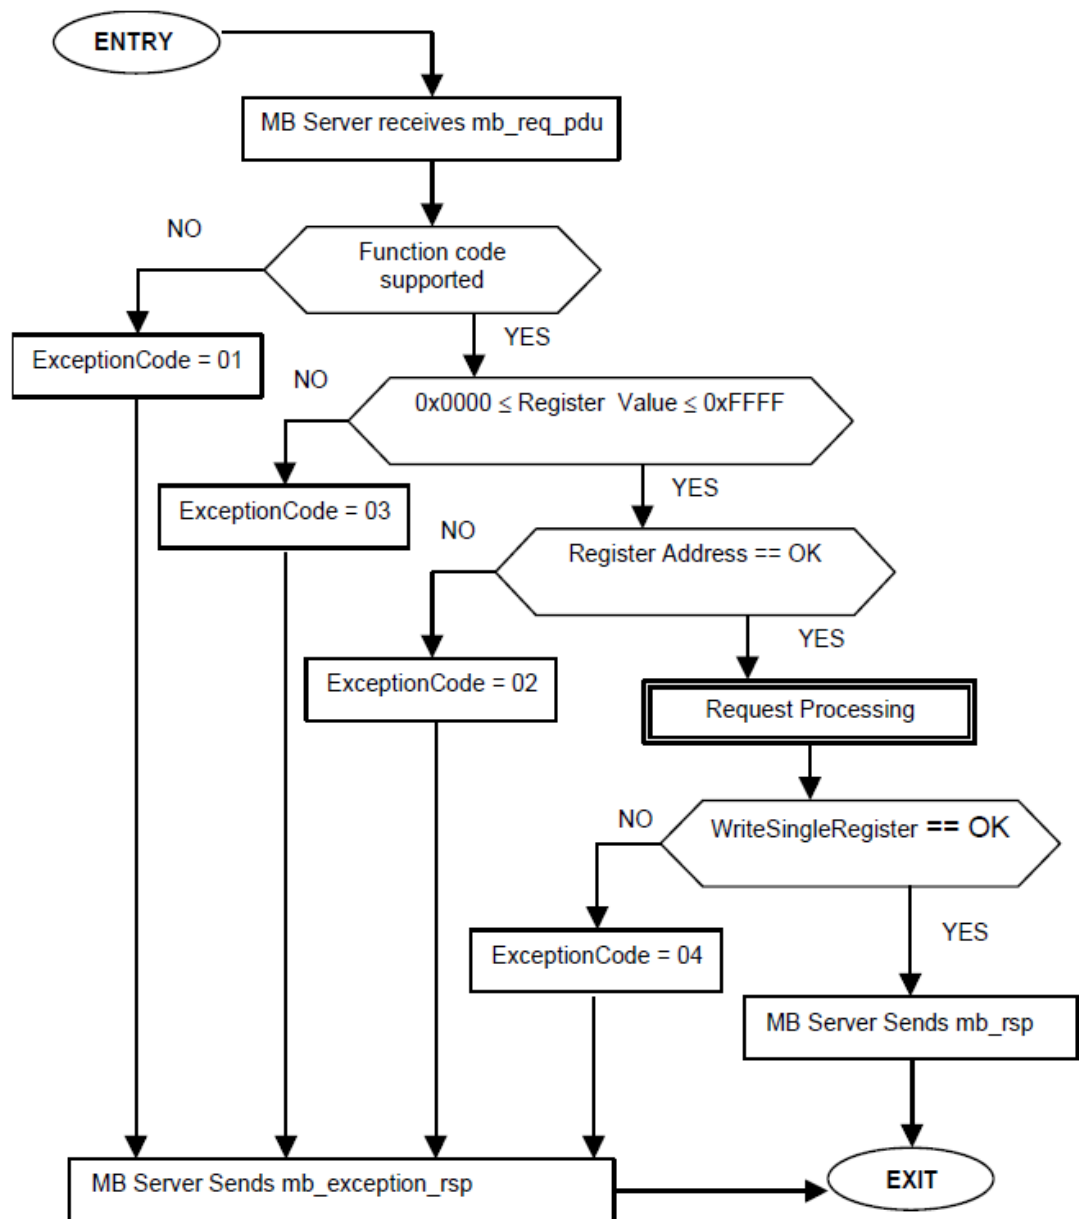 ENTRY
MB Server receives mb_req_pdu
NO
Function code
supported
YES
ExceptionCode = 01
NO
0x0000 ≤ Register Value ≤ 0xFFFF
YES
ExceptionCode = 03
NO
Register Address == OK
YES
ExceptionCode = 02
Request Processing
NO
WriteSingleRegister == OK
YES
ExceptionCode = 04
MB Server Sends mb_rsp
MB Server Sends mb_exception_rsp
EXIT